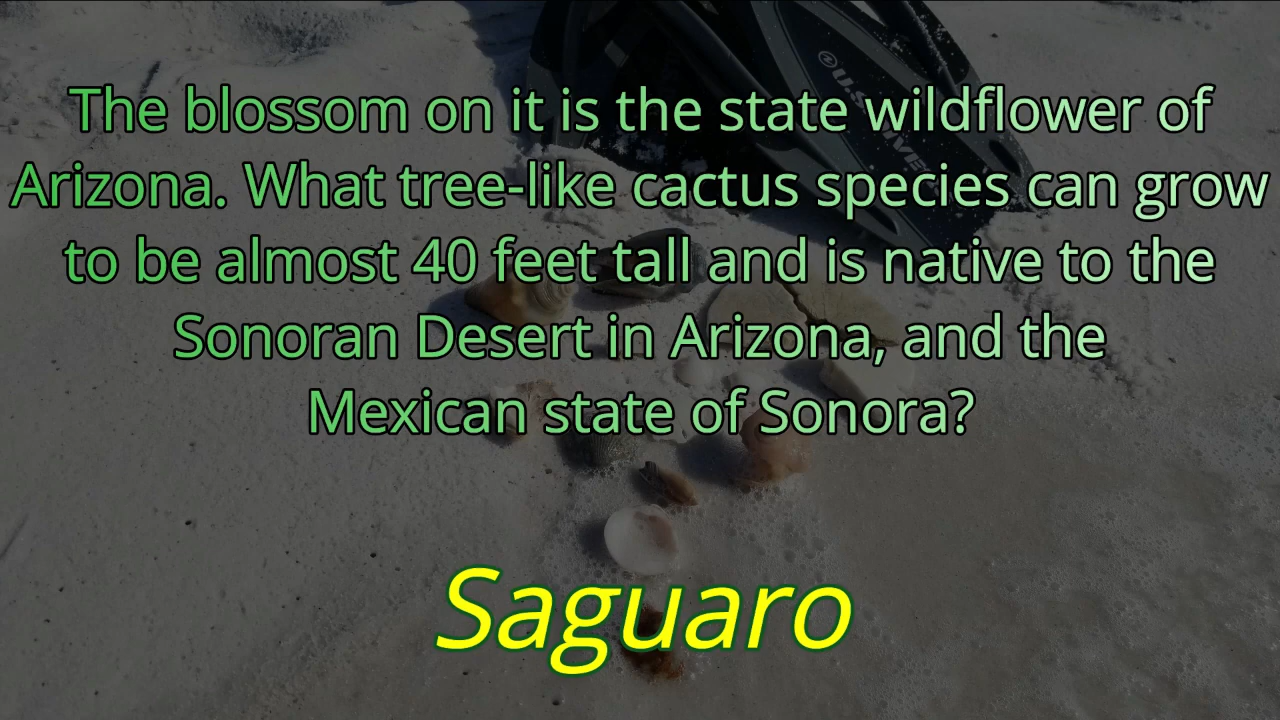 The blossom on it is the state wildflower of
Arizona. What tree-like cactus species can grow
to be almost 40 feet tall and is native to the
Sonoran Desert in Arizona, and the
Mexican state of Sonora?
Saguaro